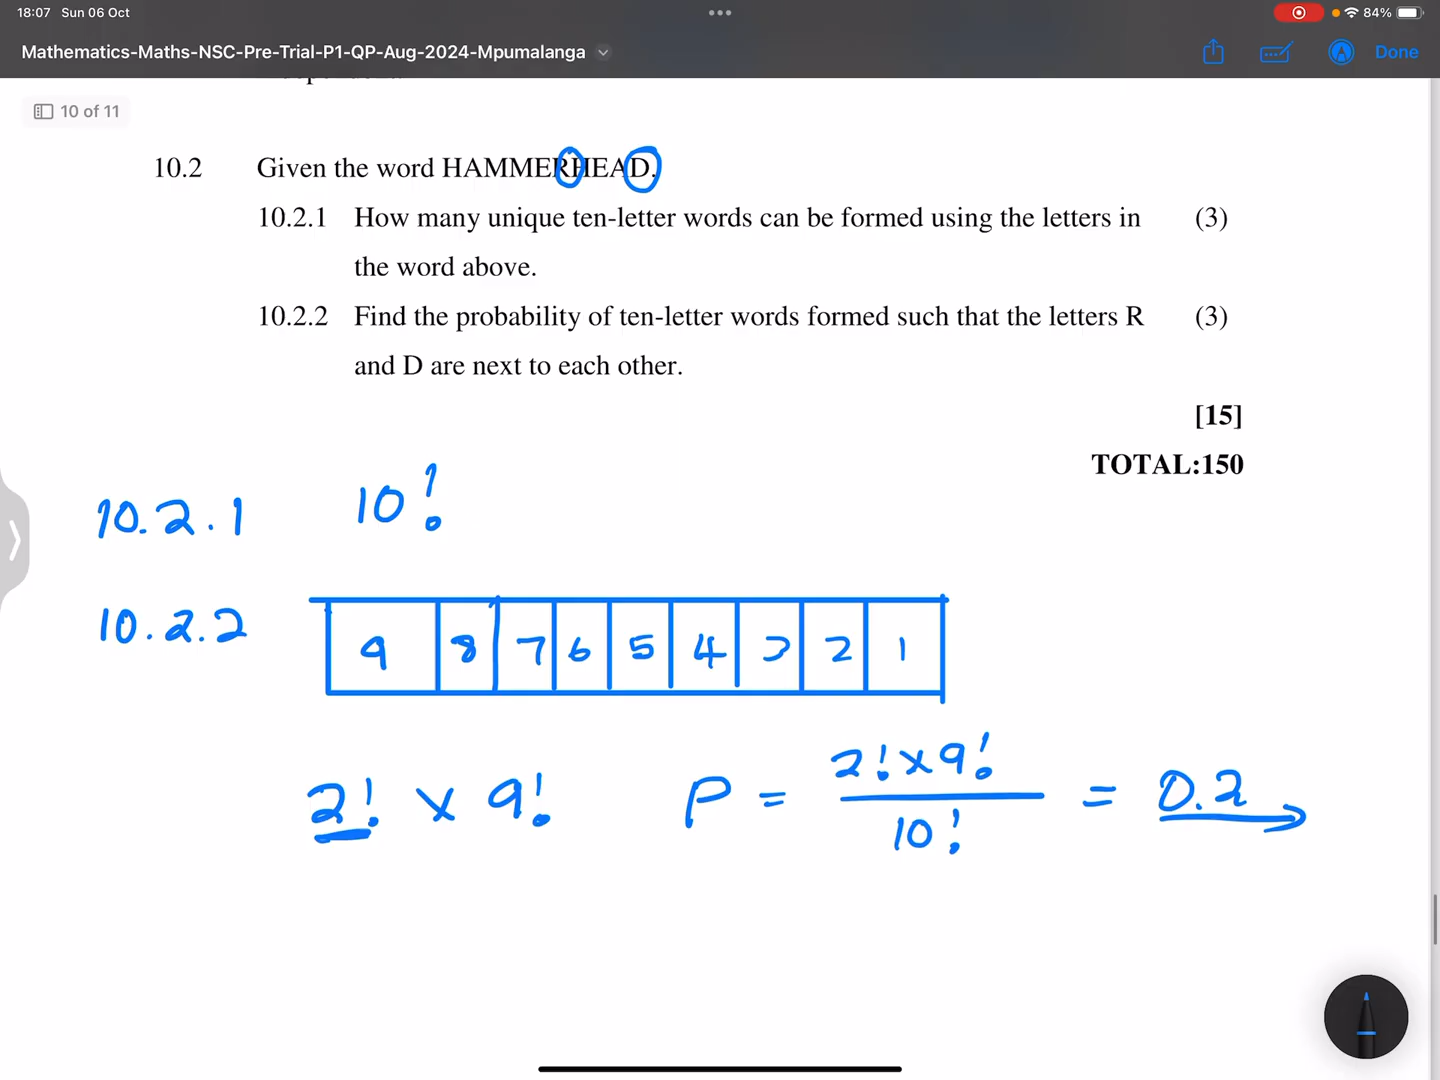 18:07 Sun 06 Oct
84%
Mathematics-Maths-NSC-Pre-Trial-P1-QP-Aug-2024-Mpumalanga
Done
10 of 11
10.2 Given the word HAMMERHEAD.
10.2.1 How many unique ten-letter words can be formed using the letters in (3)
the word above.
10.2.2 Find the probability of ten-letter words formed such that the letters R (3)
and D are next to each other.
[15]
TOTAL:150
10.2.1 10!
10.2.2 9 8 7 6 5 4 3 2 1
2! × 9! P = 2! × 9! / 10! = 0.2